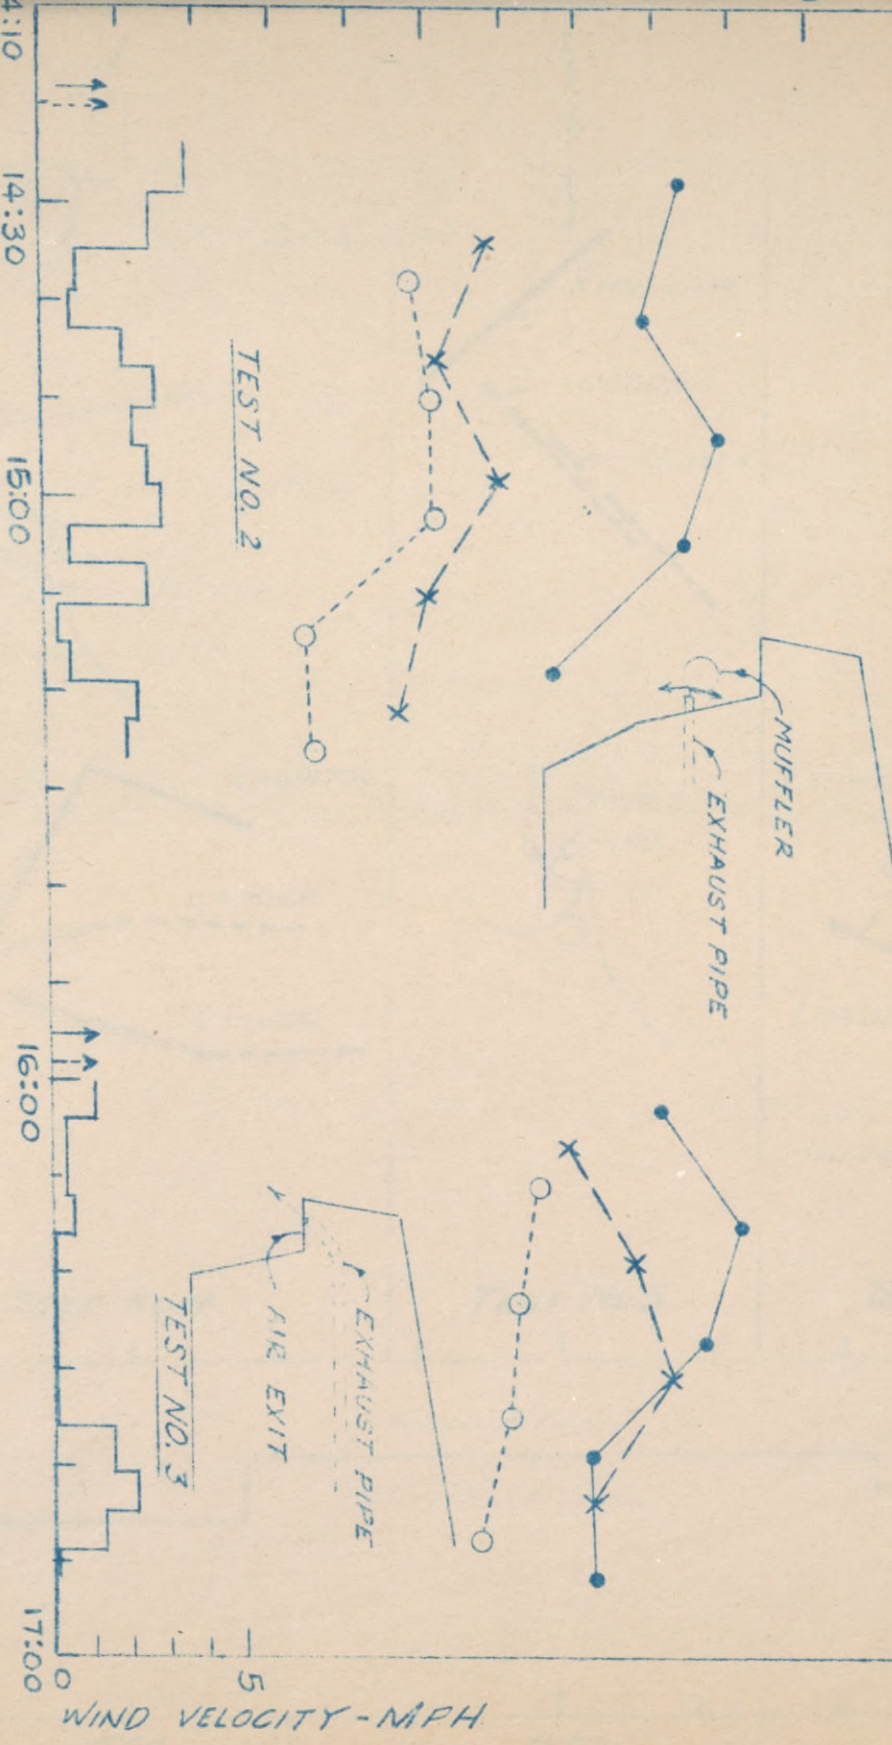 4:10
14:30
15:00
16:00
17:00
TEST NO. 2
MUFFLER
EXHAUST PIPE
EXHAUST PIPE
AIR EXIT
TEST NO. 3
0
5
WIND VELOCITY - MPH